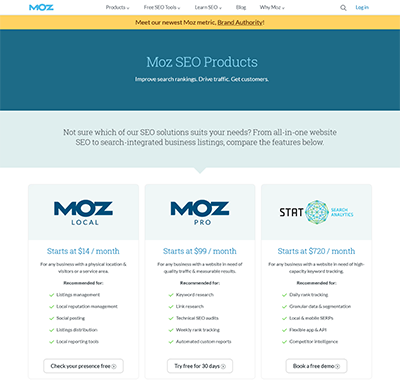 MOZ
Products
Free SEO Tools
Learn SEO
Blog
Why Moz
Log in
Meet our newest Moz metric, Brand Authority!
Moz SEO Products
Improve search rankings. Drive traffic. Get customers.
Not sure which of our SEO solutions suits your needs? From all-in-one website
SEO to search-integrated business listings, compare the features below.
MOZ
LOCAL
Starts at $14 / month
For any business with a physical location &
visitors or a service area.
Recommended for:
Listings management
Local reputation management
Social posting
Listings distribution
Local reporting tools
Check your presence free
MOZ
PRO
Starts at $99 / month
For any business with a website in need of
quality traffic & measurable results.
Recommended for:
Keyword research
Link research
Technical SEO audits
Weekly rank tracking
Automated custom reports
Try free for 30 days
STAT SEARCH
ANALYTICS
Starts at $720 / month
For any business with a website in need of high-
capacity keyword tracking.
Recommended for:
Daily rank tracking
Granular data & segmentation
Local & mobile SERPs
Flexible app & API
Competitor intelligence
Book a free demo